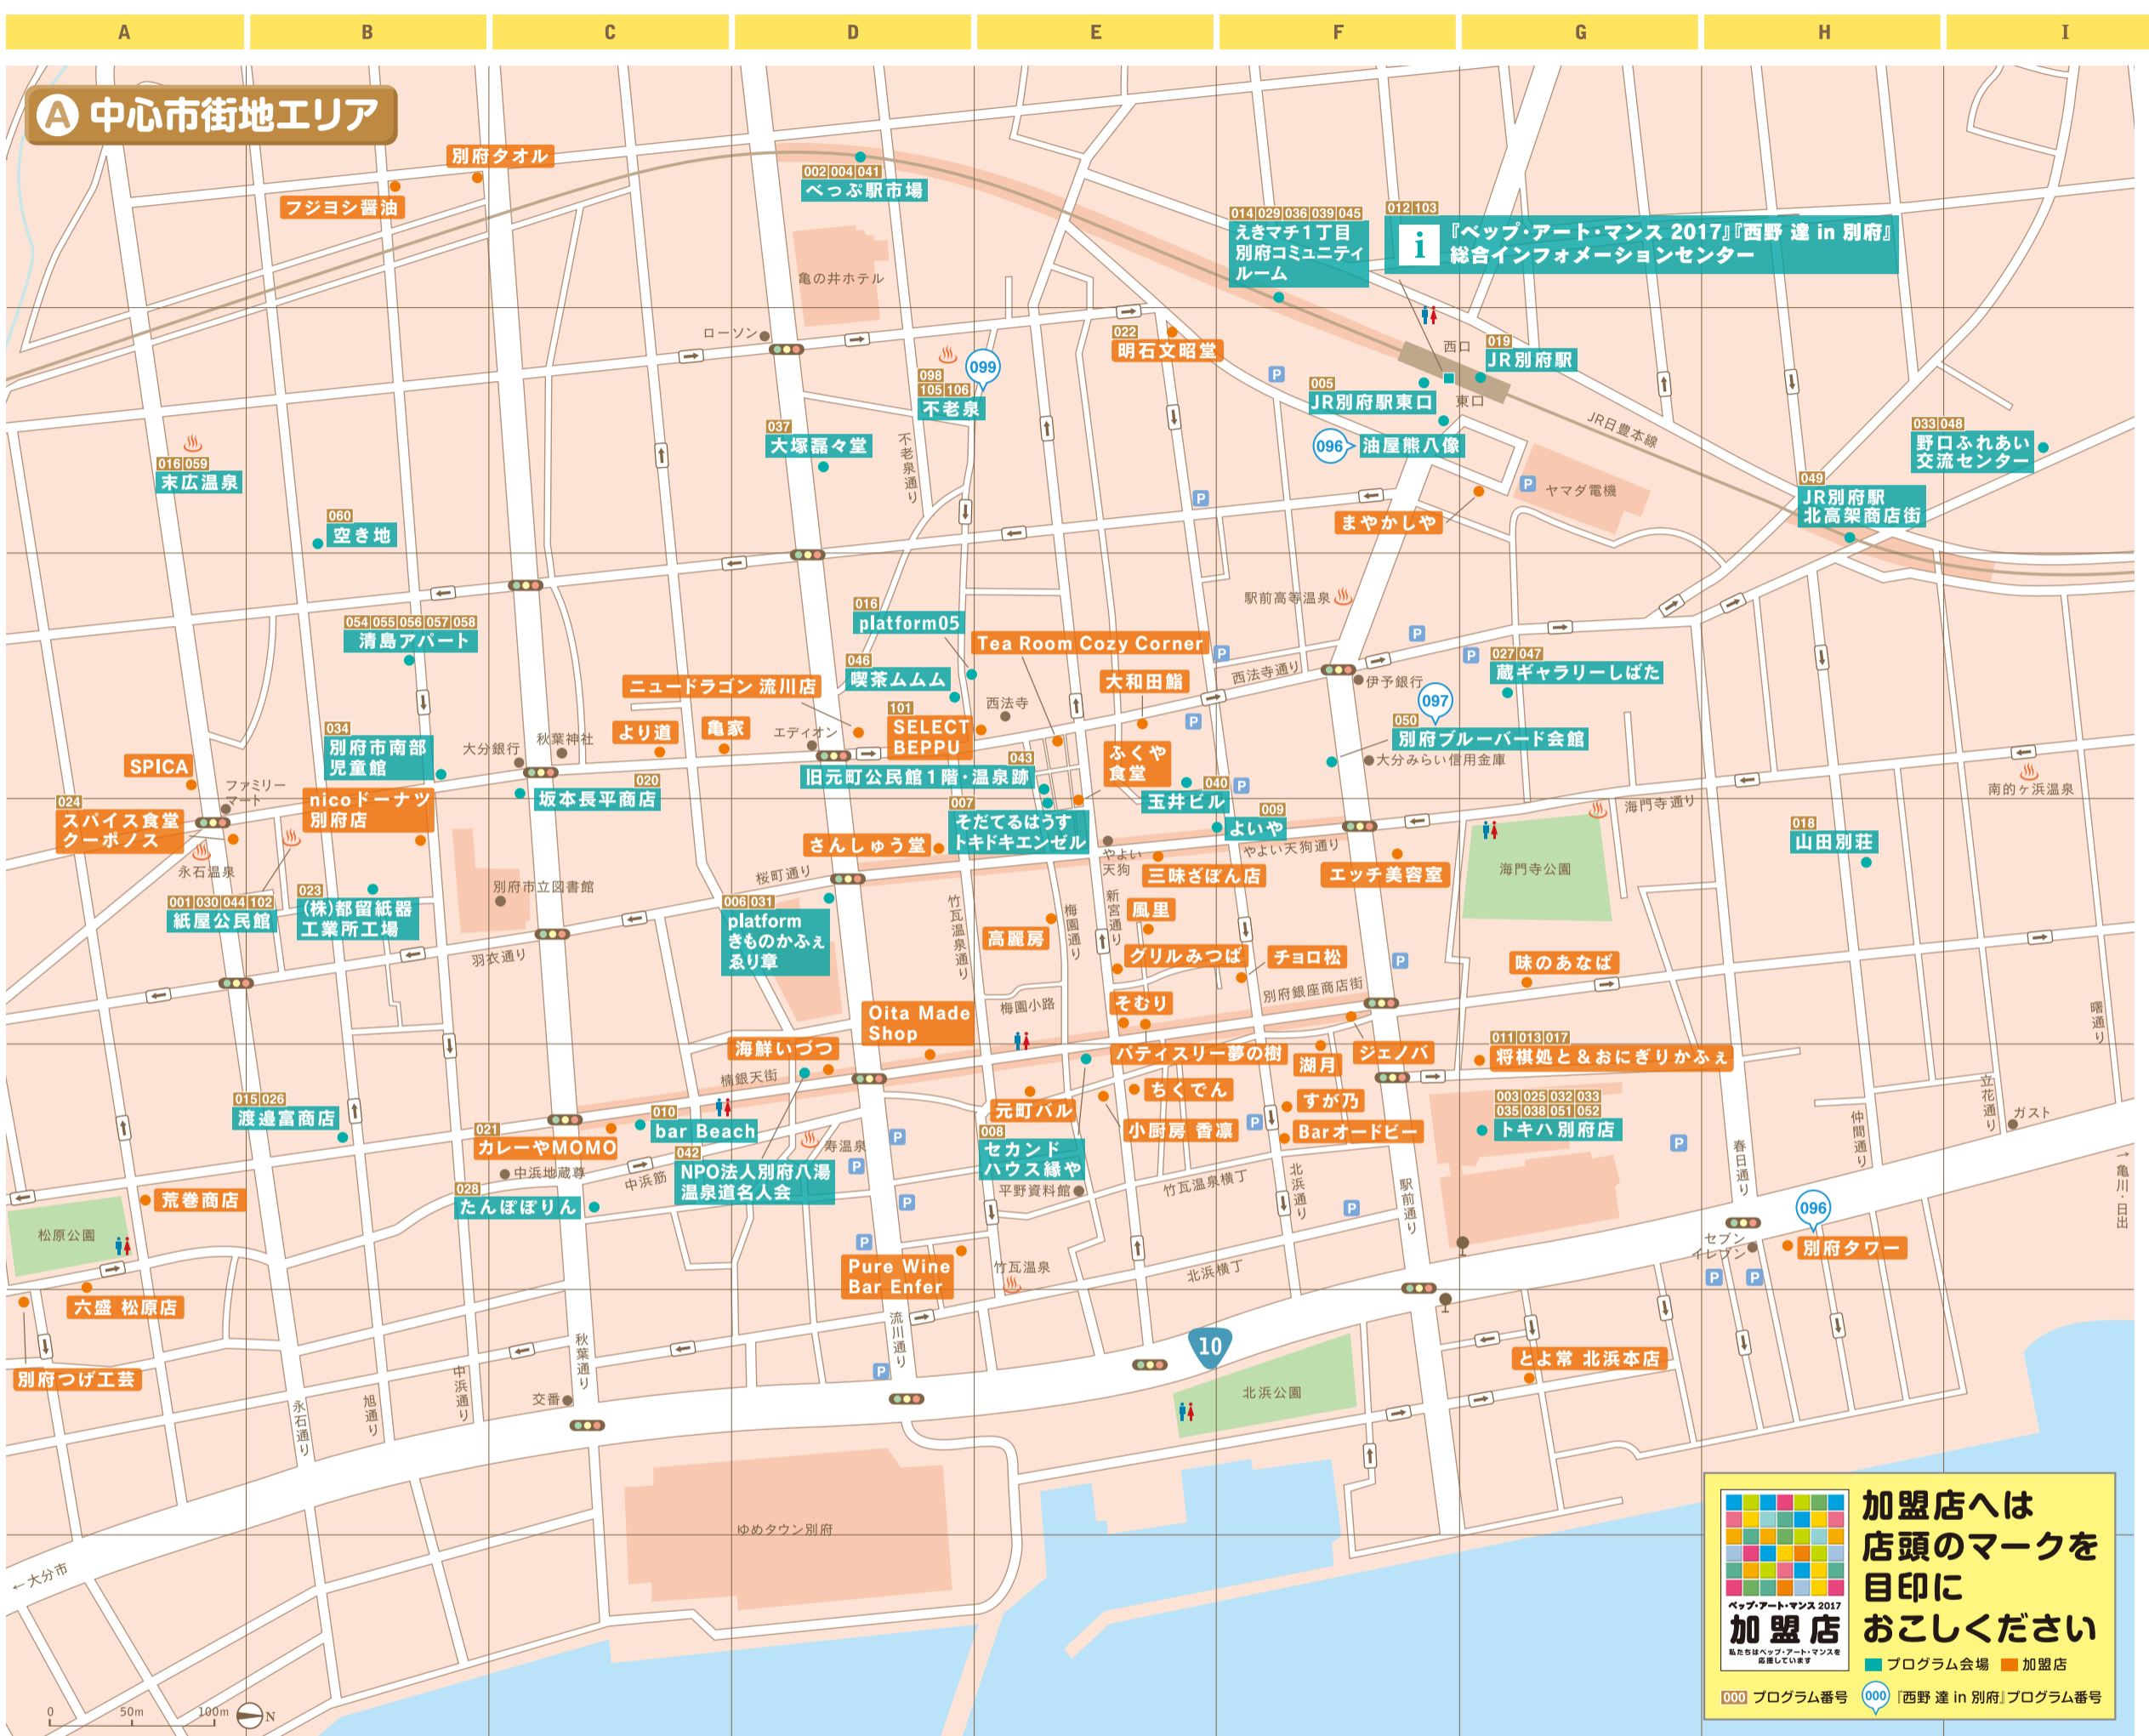 A
B
C
D
E
F
G
H
I
A 中心市街地エリア
別府タオル
フジヨシ醤油
002 004 041
べっぷ駅市場
亀の井ホテル
014 029 036 039 045
えきマチ1丁目
別府コミュニティ
ルーム
012 103
i
『ベップ・アート・マンス 2017』『西野 達 in 別府』
総合インフォメーションセンター
ローソン
022
明石文昭堂
西口
019
JR別府駅
005
JR別府駅東口
東口
096
油屋熊八像
JR日豊本線
098
105 106
不老泉
099
037
大塚磊々堂
不老泉通り
016 059
末広温泉
060
空き地
まやかしや
ヤマダ電機
033 048
野口ふれあい
交流センター
049
JR別府駅
北高架商店街
駅前高等温泉
054 055 056 057 058
清島アパート
016
platform05
Tea Room Cozy Corner
046
喫茶ムムム
ニュードラゴン 流川店
大和田鮨
西法寺通り
西法寺
伊予銀行
027 047
蔵ギャラリーしばた
097
050
別府ブルーバード会館
大分みらい信用金庫
101
SELECT
BEPPU
エディオン
より道
亀家
秋葉神社
大分銀行
034
別府市南部
児童館
SPICA
ファミリー
マート
024
スパイス食堂
クーポノス
永石温泉
nicoドーナツ
別府店
020
坂本長平商店
043
旧元町公民館1階・温泉跡
ふくや
食堂
040
玉井ビル
007
そだてるはうす
トキドキエンゼル
009
よいや
さんしゅう堂
やよい
天狗
やよい天狗通り
三味ざぼん店
エッチ美容室
海門寺通り
海門寺公園
南的ヶ浜温泉
018
山田別荘
001 030 044 102
紙屋公民館
023
(株)都留紙器
工業所工場
別府市立図書館
桜町通り
羽衣通り
006 031
platform
きものかふぇ
ゑり章
竹瓦温泉通り
高麗房
梅園通り
新宮通り
風里
グリルみつば
チョロ松
味のあなば
梅園小路
そむり
別府銀座商店街
Oita Made
Shop
海鮮いづつ
楠銀天街
パティスリー夢の樹
湖月
ジェノバ
011 013 017
将棋処と&おにぎりかふぇ
曙通り
015 026
渡邉富商店
021
カレーやMOMO
010
bar Beach
元町バル
ちくでん
小厨房 香凛
すが乃
Barオードビー
003 025 032 033
035 038 051 052
トキハ別府店
立花通り
ガスト
仲間通り
春日通り
中浜地蔵尊
中浜筋
042
NPO法人別府八湯
温泉道名人会
寿温泉
008
セカンド
ハウス縁や
平野資料館
竹瓦温泉横丁
北浜通り
駅前通り
028
たんぽぽりん
荒巻商店
松原公園
六盛 松原店
別府つげ工芸
Pure Wine
Bar Enfer
竹瓦温泉
北浜横丁
096
別府タワー
セブン
イレブン
→亀川・日出
流川通り
秋葉通り
中浜通り
旭通り
永石通り
交番
10
北浜公園
とよ常 北浜本店
ゆめタウン別府
←大分市
0 50m 100m N
加盟店へは
店頭のマークを
目印に
おこしください
ベップ・アート・マンス 2017
加盟店
私たちはベップ・アート・マンスを
応援しています
プログラム会場 加盟店
000 プログラム番号 000 『西野 達 in 別府』プログラム番号